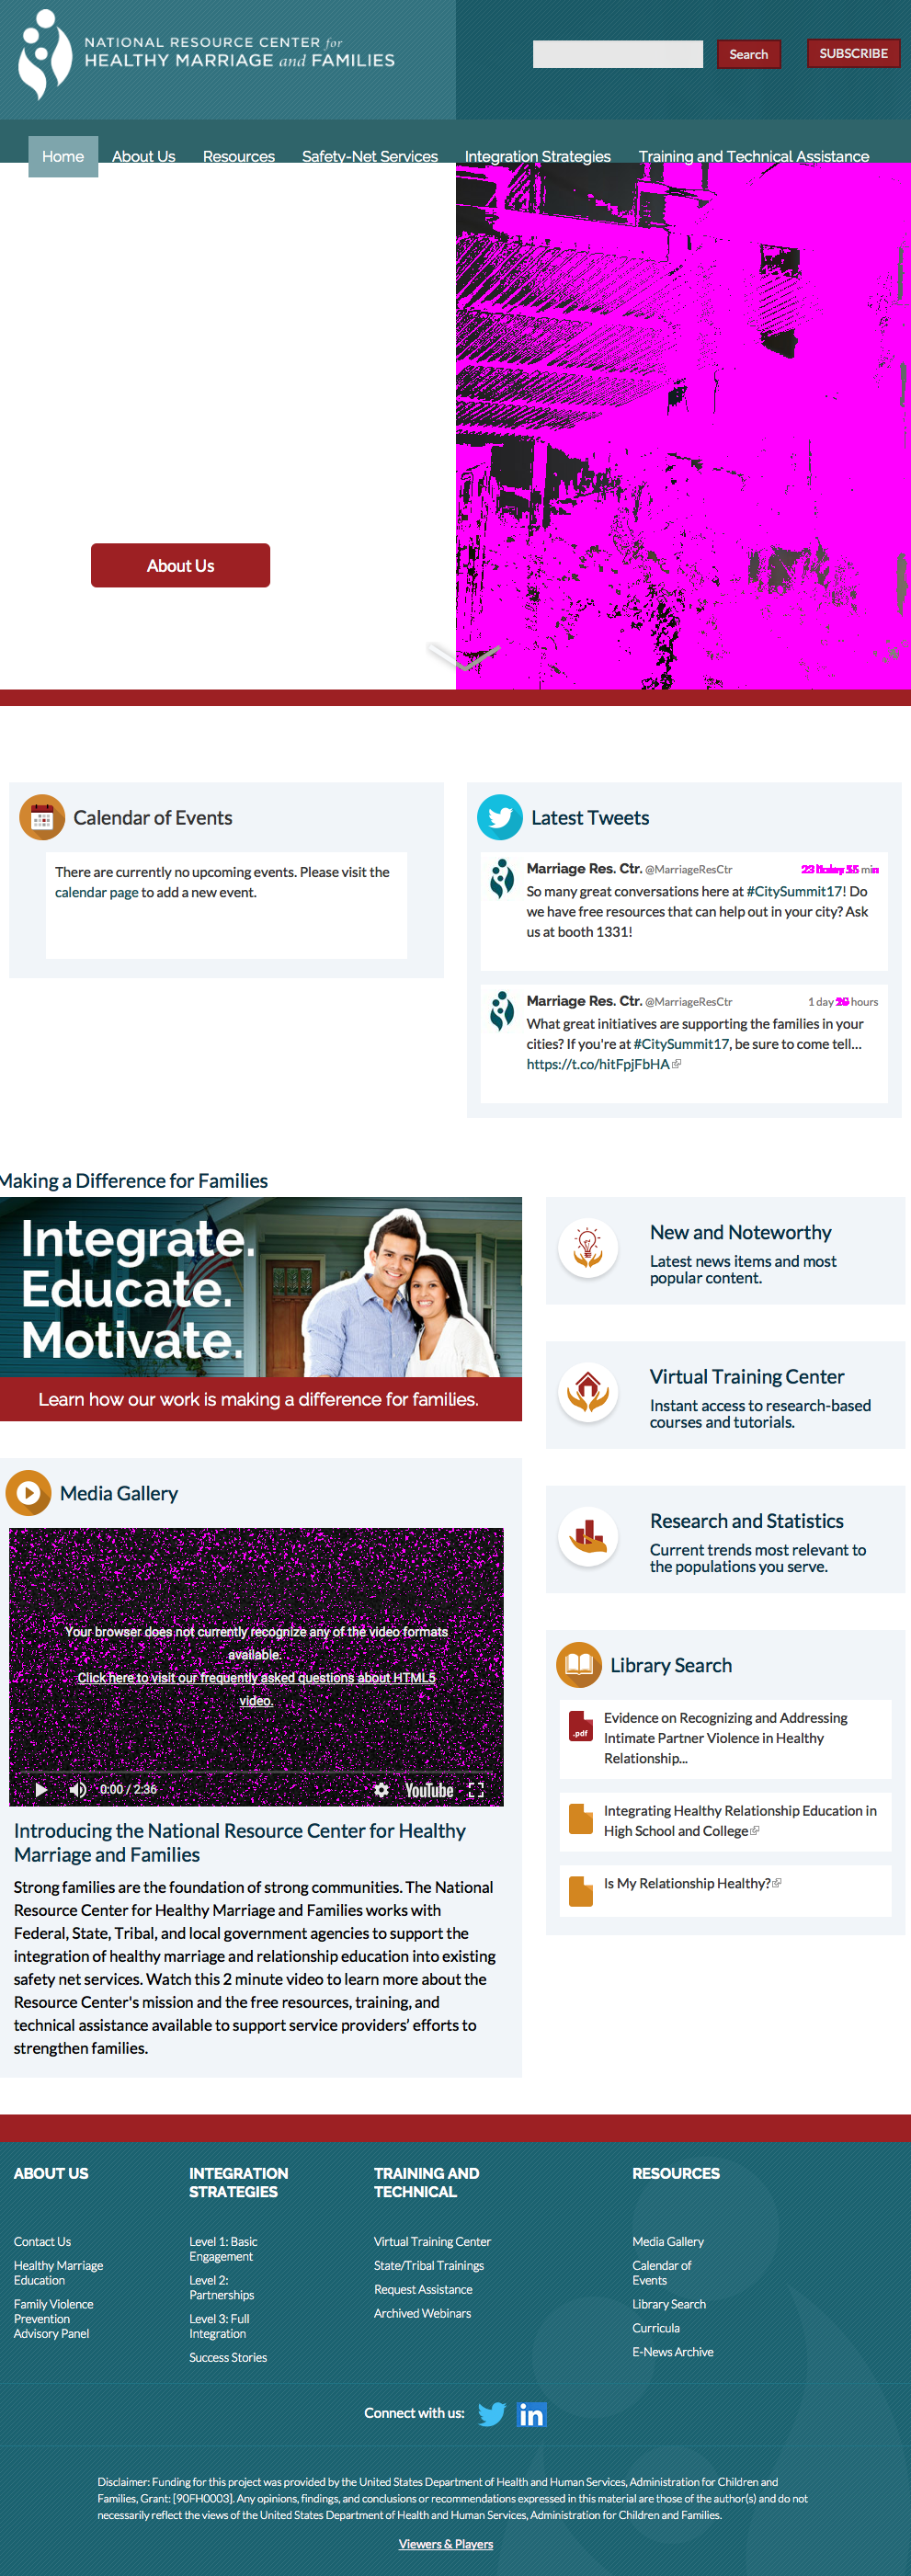 NATIONAL RESOURCE CENTER for
HEALTHY MARRIAGE and FAMILIES
Search
SUBSCRIBE
Home
About Us
Resources
Safety-Net Services
Integration Strategies
Training and Technical Assistance
About Us
Calendar of Events
There are currently no upcoming events. Please visit the
calendar page to add a new event.
Latest Tweets
Marriage Res. Ctr. @MarriageResCtr min
So many great conversations here at #CitySummit17! Do
we have free resources that can help out in your city? Ask
us at booth 1331!
Marriage Res. Ctr. @MarriageResCtr 1 day hours
What great initiatives are supporting the families in your
cities? If you're at #CitySummit17, be sure to come tell...
https://t.co/hitFpjFbHA
Making a Difference for Families
Integrate.
Educate.
Motivate.
Learn how our work is making a difference for families.
New and Noteworthy
Latest news items and most
popular content.
Virtual Training Center
Instant access to research-based
courses and tutorials.
Research and Statistics
Current trends most relevant to
the populations you serve.
Media Gallery
Your browser does not currently recognize any of the video formats
available.
Click here to visit our frequently asked questions about HTML5
video.
0:00 / 2:36
YouTube
Introducing the National Resource Center for Healthy
Marriage and Families
Strong families are the foundation of strong communities. The National
Resource Center for Healthy Marriage and Families works with
Federal, State, Tribal, and local government agencies to support the
integration of healthy marriage and relationship education into existing
safety net services. Watch this 2 minute video to learn more about the
Resource Center's mission and the free resources, training, and
technical assistance available to support service providers’ efforts to
strengthen families.
Library Search
.pdf
Evidence on Recognizing and Addressing
Intimate Partner Violence in Healthy
Relationship...
Integrating Healthy Relationship Education in
High School and College
Is My Relationship Healthy?
ABOUT US
Contact Us
Healthy Marriage
Education
Family Violence
Prevention
Advisory Panel
INTEGRATION
STRATEGIES
Level 1: Basic
Engagement
Level 2:
Partnerships
Level 3: Full
Integration
Success Stories
TRAINING AND
TECHNICAL
Virtual Training Center
State/Tribal Trainings
Request Assistance
Archived Webinars
RESOURCES
Media Gallery
Calendar of
Events
Library Search
Curricula
E-News Archive
Connect with us:
in
Disclaimer: Funding for this project was provided by the United States Department of Health and Human Services, Administration for Children and
Families, Grant: [90FH0003]. Any opinions, findings, and conclusions or recommendations expressed in this material are those of the author(s) and do not
necessarily reflect the views of the United States Department of Health and Human Services, Administration for Children and Families.
Viewers & Players